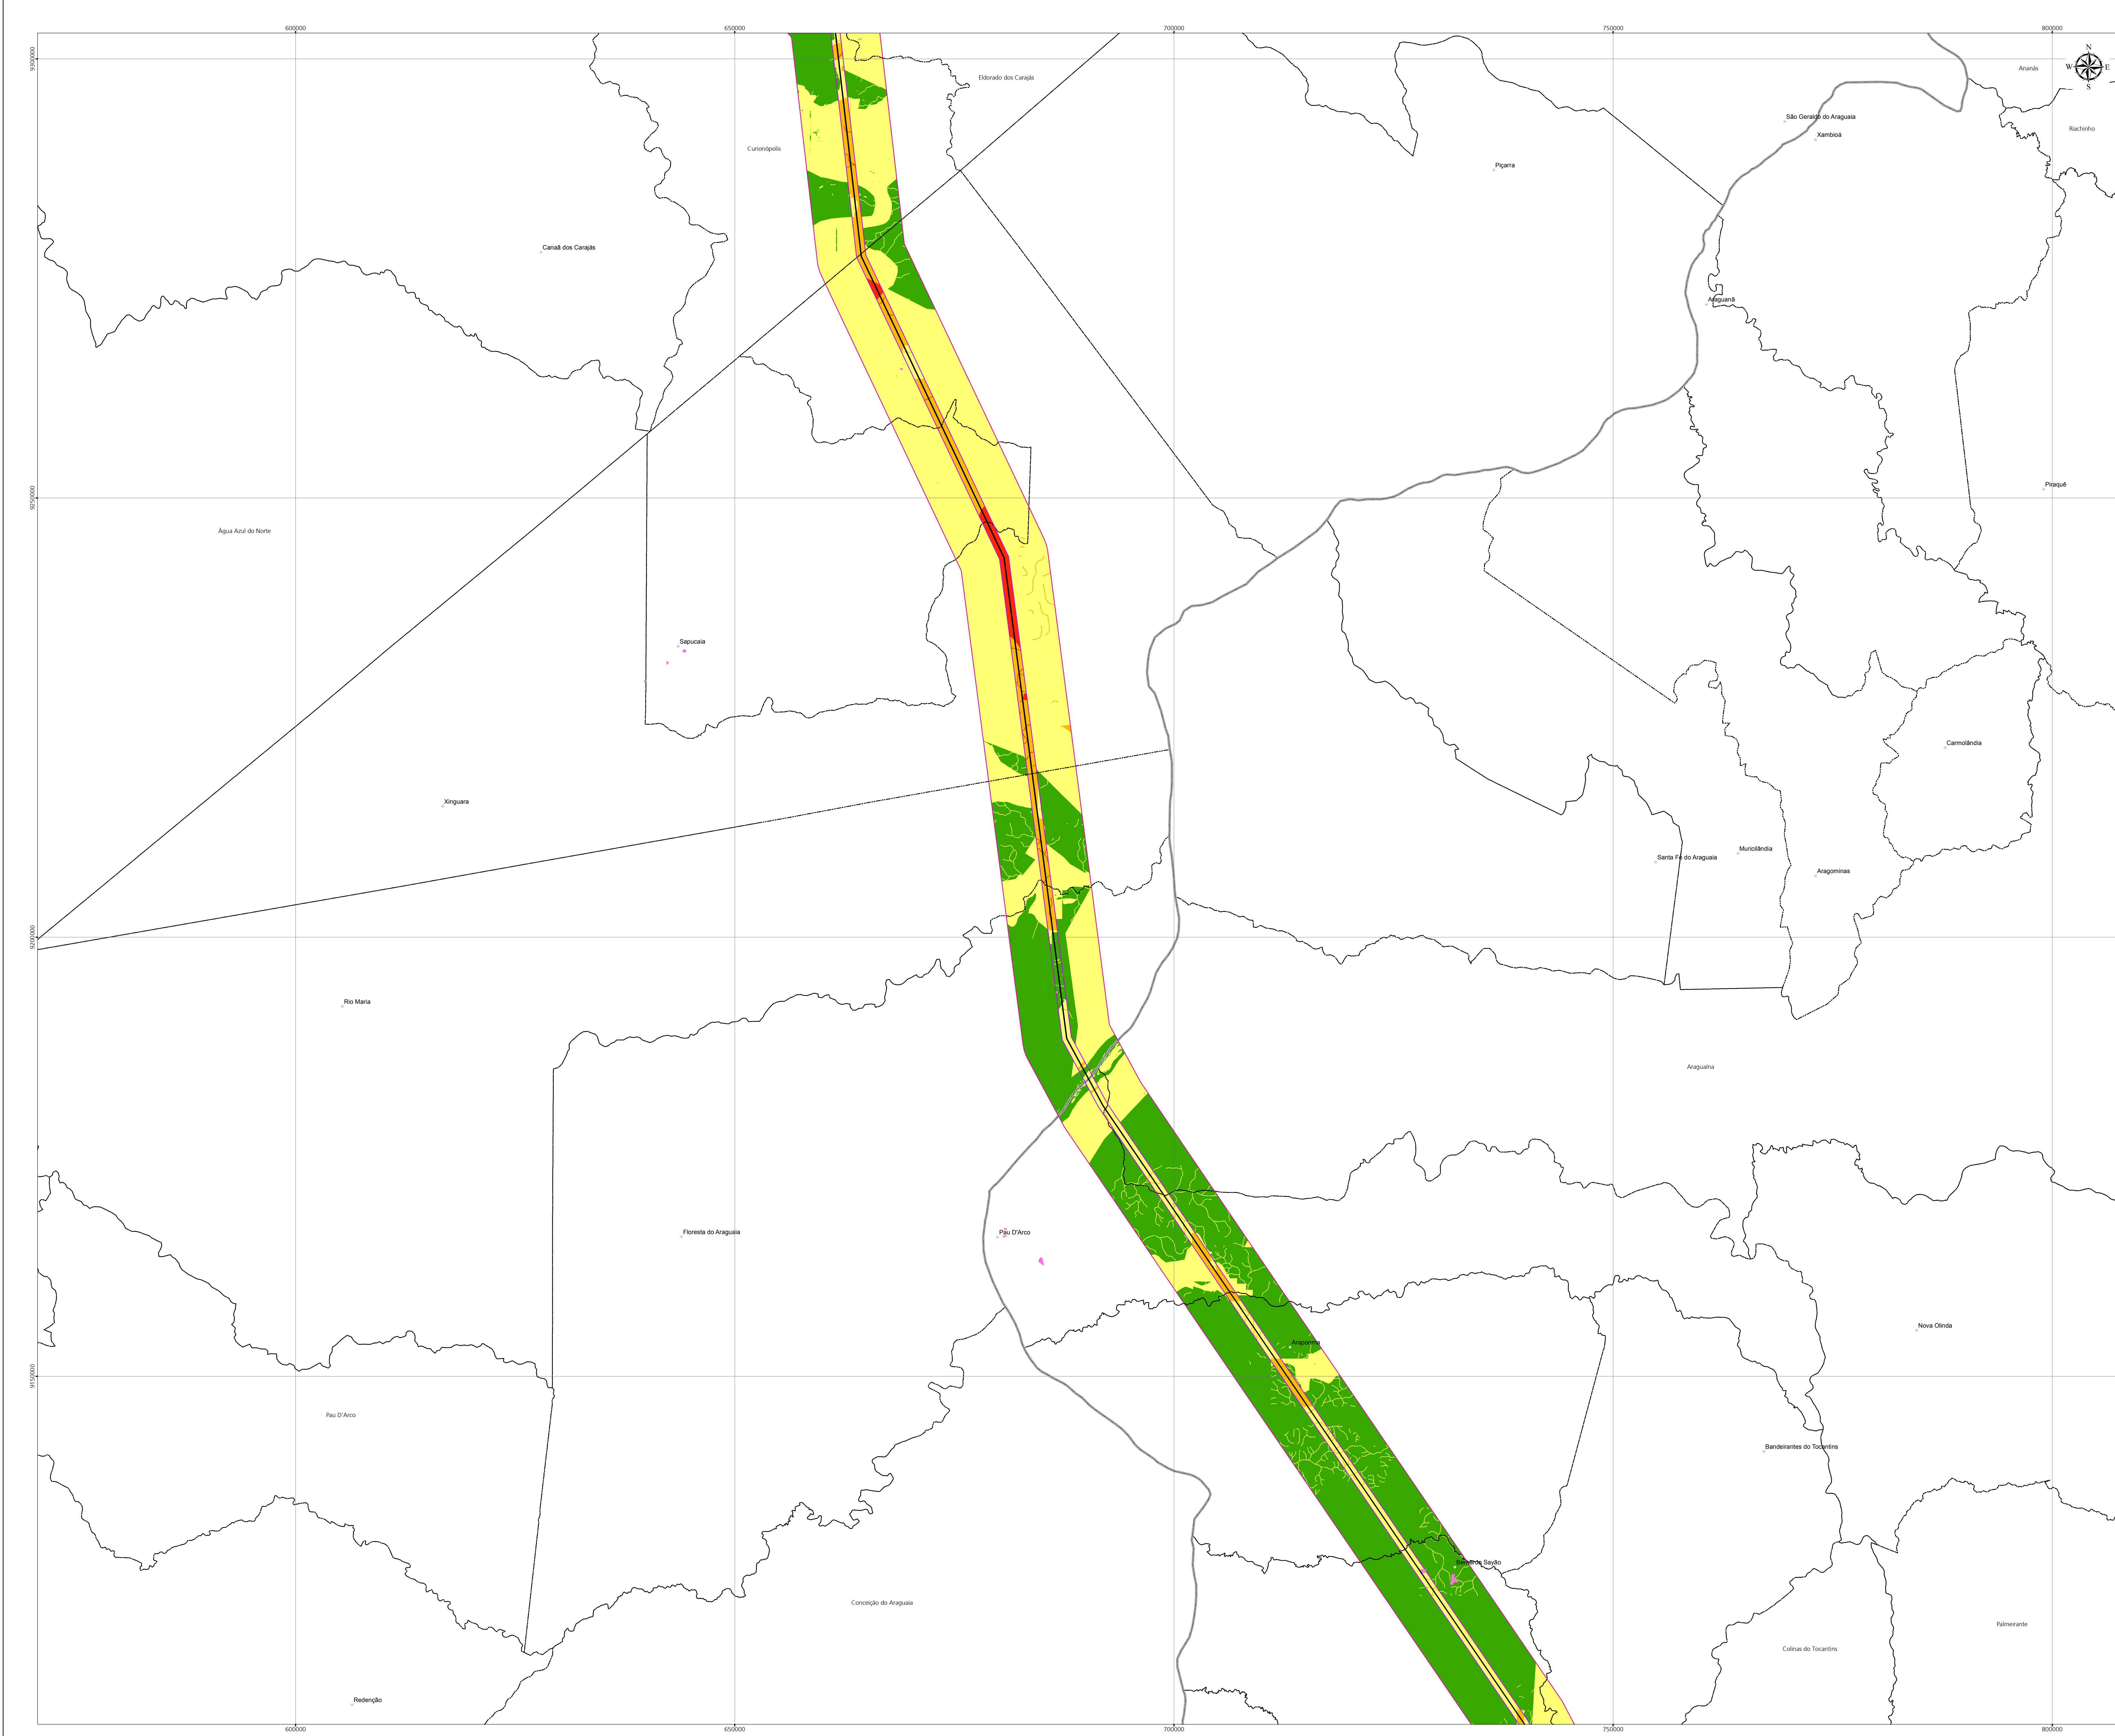 600000 650000 700000 750000 800000
9300000
N
W E
S
Ananás
Eldorado dos Carajás
São Geraldo do Araguaia
Riachinho
Xambioá
Curionópolis
Piçarra
Canaã dos Carajás
Araguanã
9250000
Piraquê
Água Azul do Norte
Sapucaia
Carmolândia
Xinguara
Muricilândia
Santa Fé do Araguaia
Aragominas
9200000
Rio Maria
Araguaína
Floresta do Araguaia
Pau D'Arco
Nova Olinda
Arapoema
9150000
Pau D'Arco
Bandeirantes do Tocantins
Bernardo Sayão
Conceição do Araguaia
Palmeirante
Colinas do Tocantins
Redenção
600000 650000 700000 750000 800000